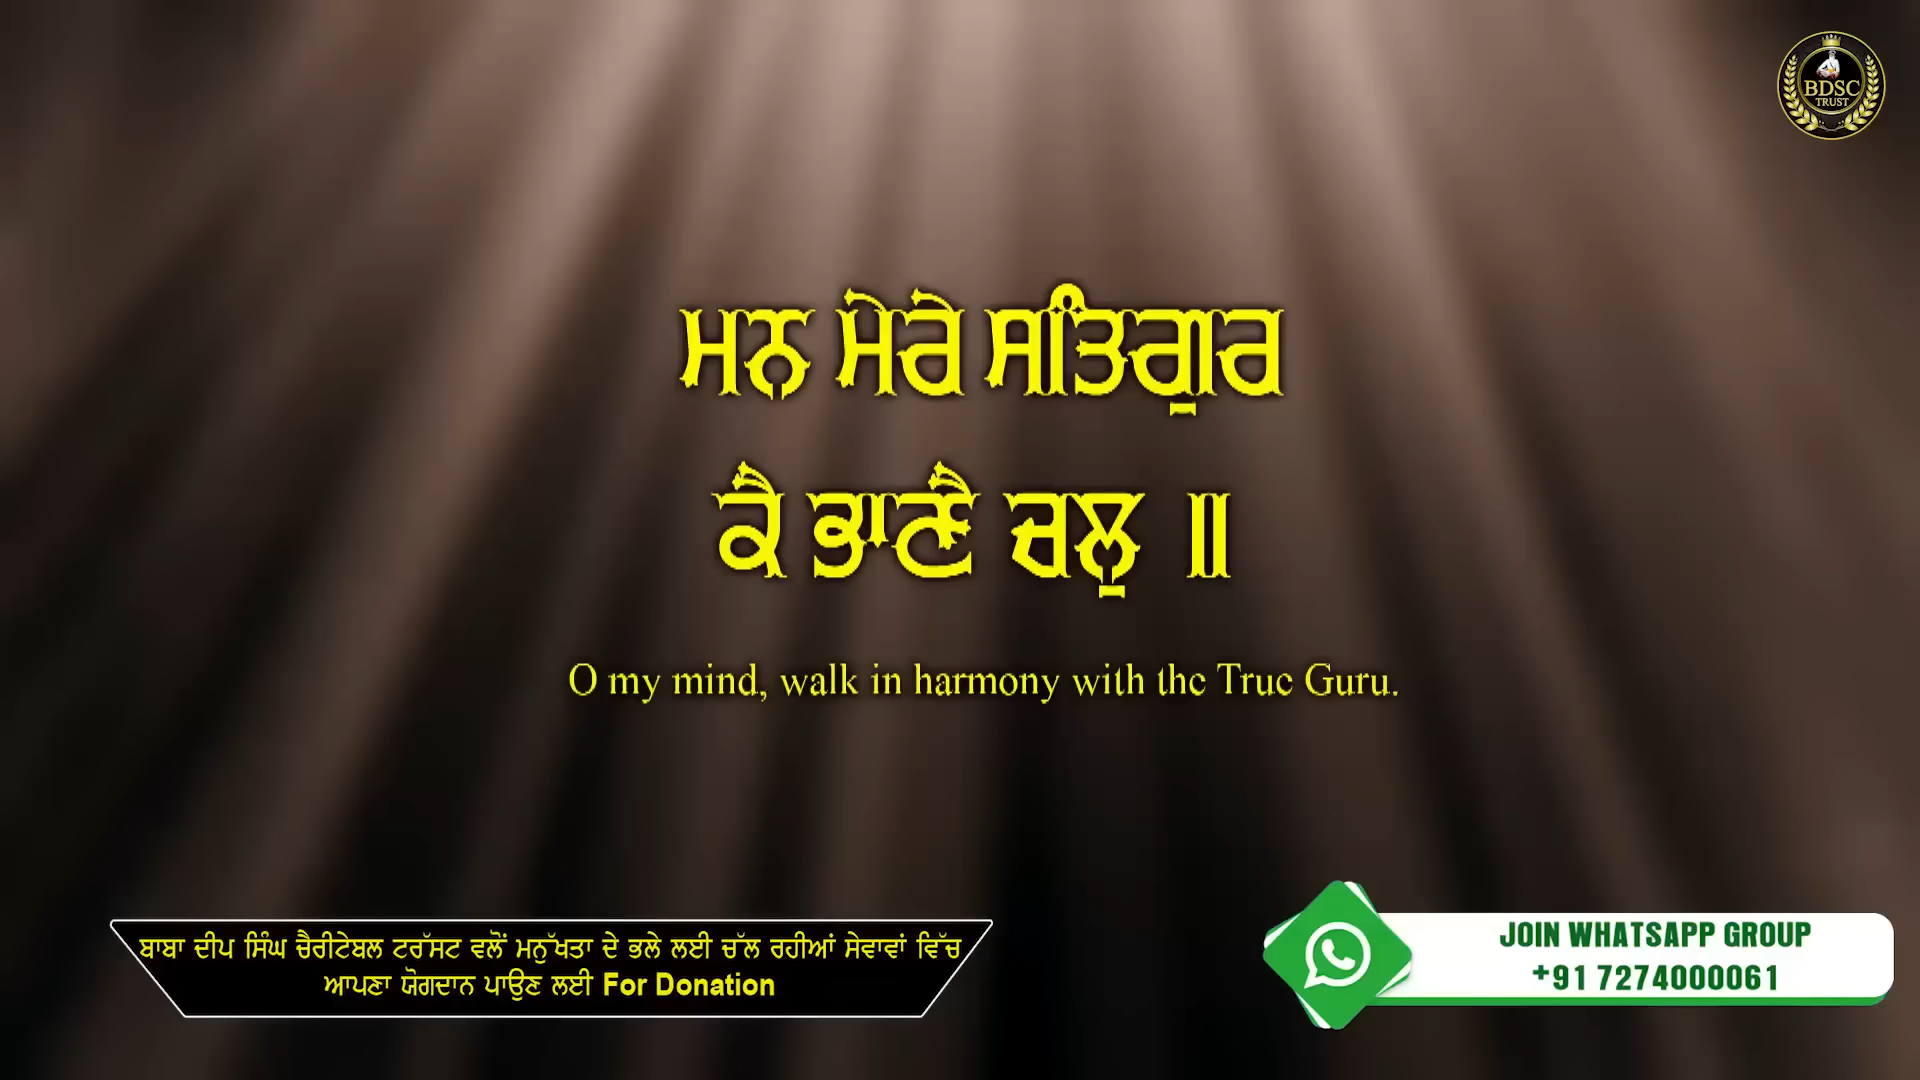 BDSC
TRUST
ਮਨ ਮੇਰੇ ਸਤਿਗੁਰ
ਕੈ ਭਾਣੈ ਚਲੁ ॥
O my mind, walk in harmony with the True Guru.
ਬਾਬਾ ਦੀਪ ਸਿੰਘ ਚੈਰੀਟੇਬਲ ਟਰੱਸਟ ਵਲੋਂ ਮਨੁੱਖਤਾ ਦੇ ਭਲੇ ਲਈ ਚੱਲ ਰਹੀਆਂ ਸੇਵਾਵਾਂ ਵਿੱਚ
ਆਪਣਾ ਯੋਗਦਾਨ ਪਾਉਣ ਲਈ For Donation
JOIN WHATSAPP GROUP
+91 7274000061